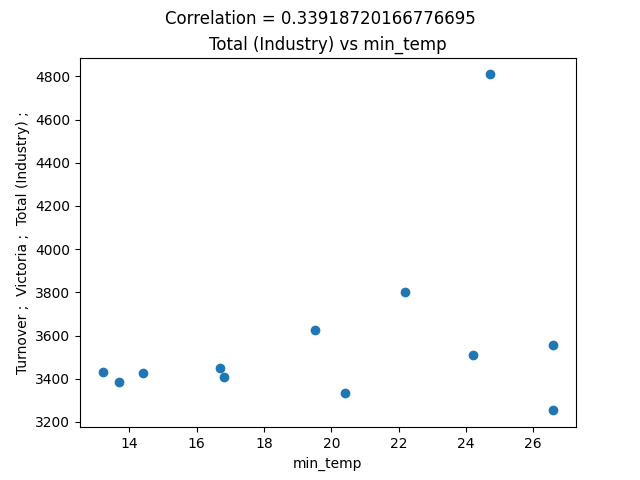 Correlation = 0.33918720166776695
Total (Industry) vs min_temp
Turnover ;  Victoria ;  Total (Industry) ;
4800
4600
4400
4200
4000
3800
3600
3400
3200
14 16 18 20 22 24 26
min_temp